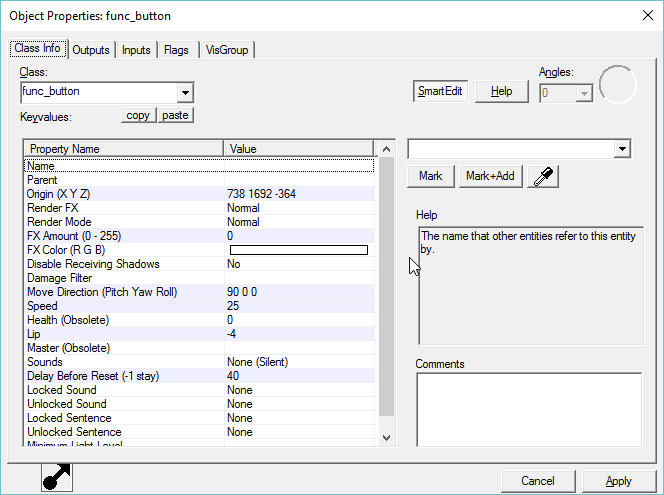 Object Properties: func_button
Class Info Outputs Inputs Flags VisGroup
Class:
func_button
SmartEdit Help
Angles:
0
Keyvalues: copy paste
Property Name Value
Name
Parent
Origin (X Y Z) 738 1692 -364
Render FX Normal
Render Mode Normal
FX Amount (0 - 255) 0
FX Color (R G B)
Disable Receiving Shadows No
Damage Filter
Move Direction (Pitch Yaw Roll) 90 0 0
Speed 25
Health (Obsolete) 0
Lip -4
Master (Obsolete)
Sounds None (Silent)
Delay Before Reset (-1 stay) 40
Locked Sound None
Unlocked Sound None
Locked Sentence None
Unlocked Sentence None
Minimum Light Level
Mark Mark+Add
Help
The name that other entities refer to this entity
by.
Comments
Cancel Apply